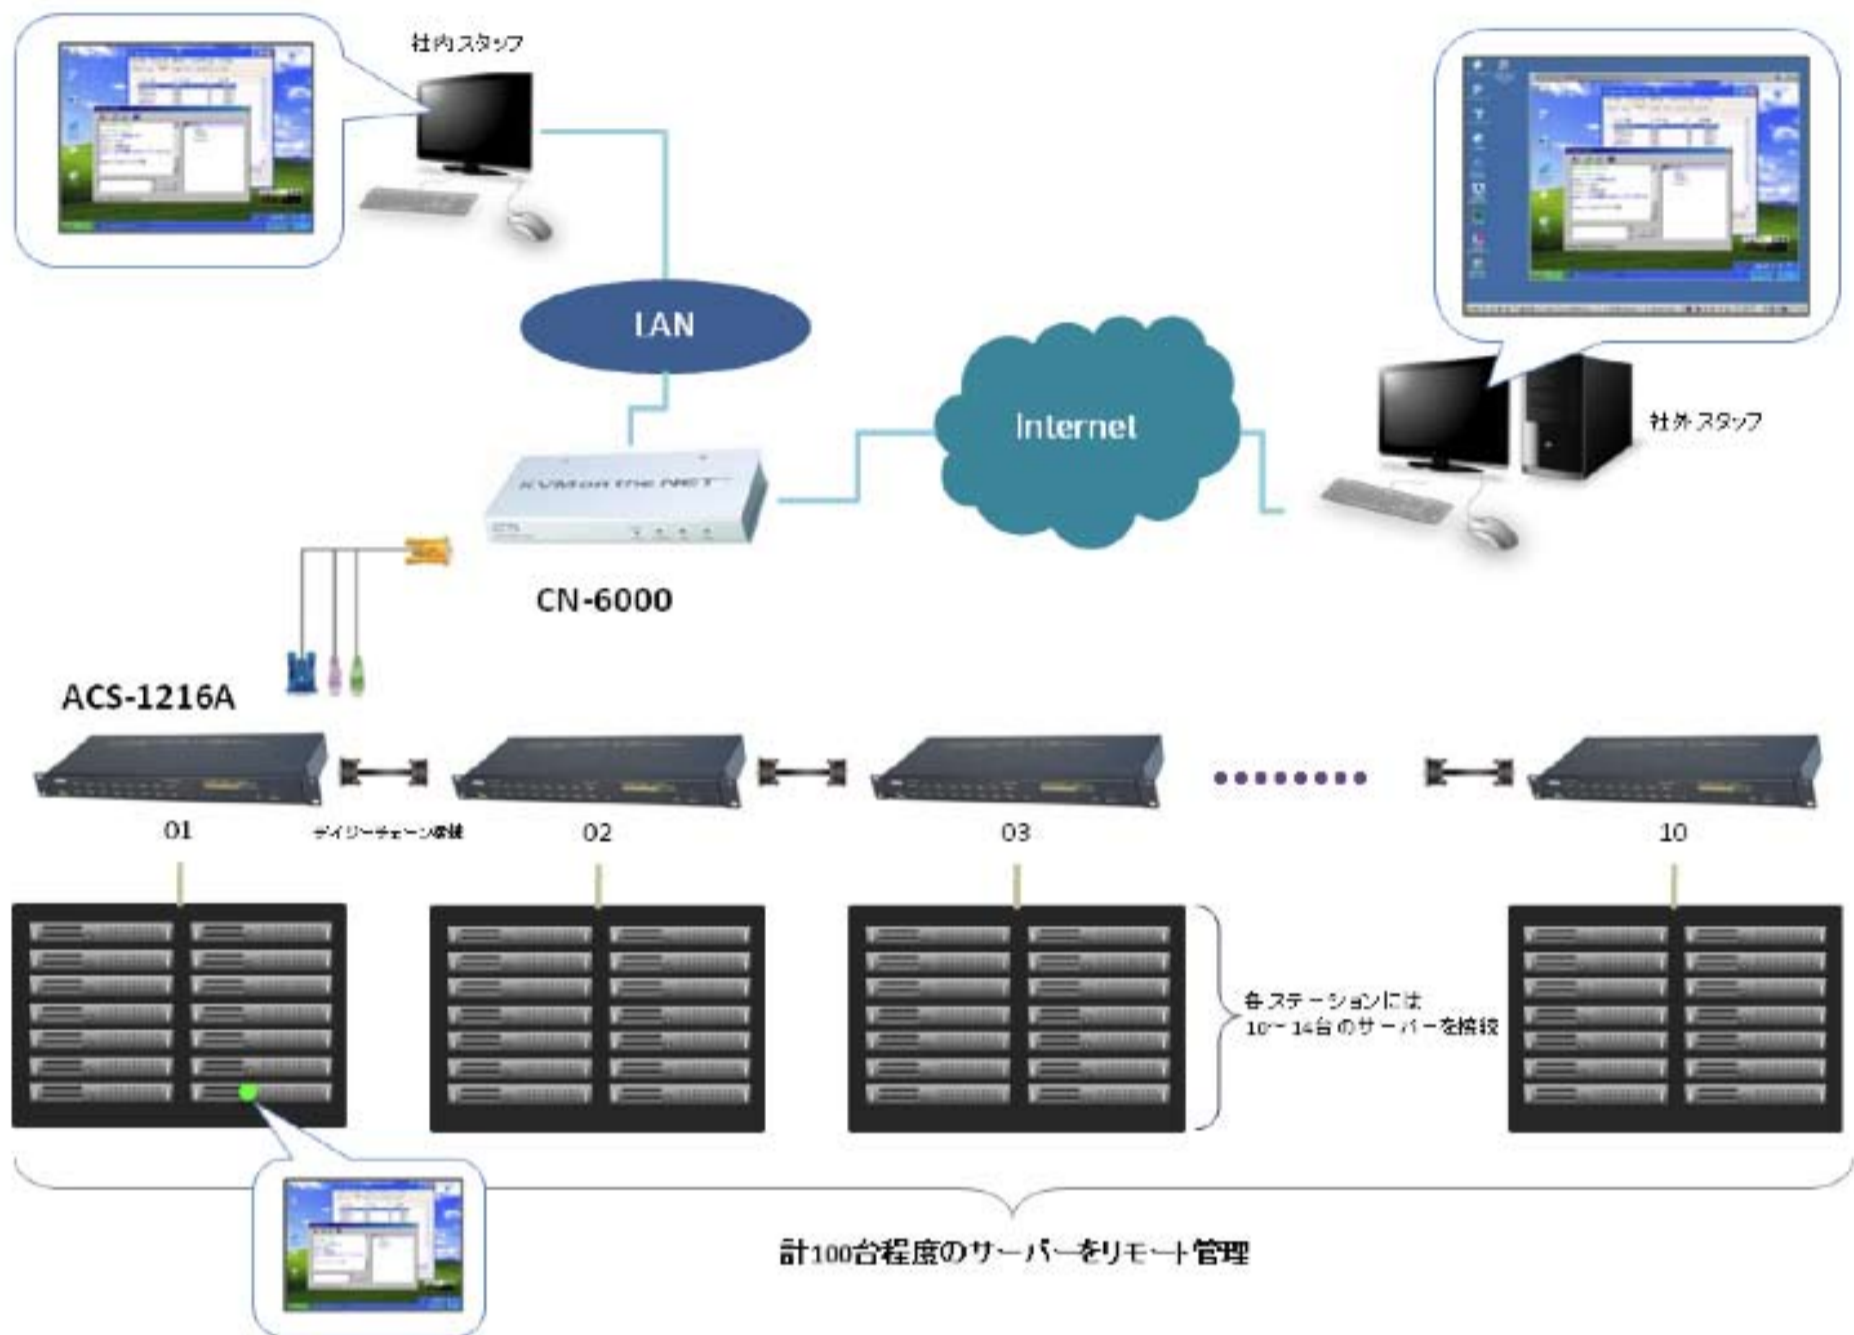 社内スタッフ
LAN
Internet
社外スタッフ
KVM on the NET
CN-6000
ACS-1216A
01
デイジーチェーン接続
02
03
10
各ステーションには
10～14台のサーバーを接続
計100台程度のサーバーをリモート管理